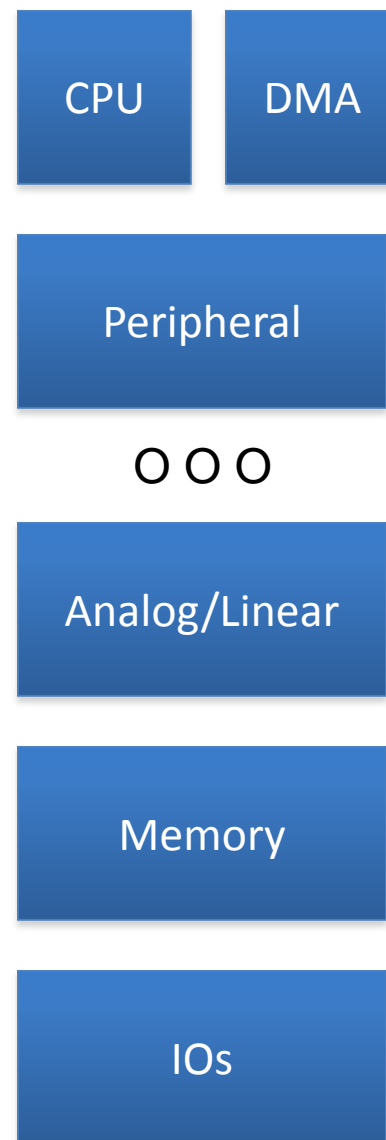 CPU DMA
Peripheral
O O O
Analog/Linear
Memory
IOs